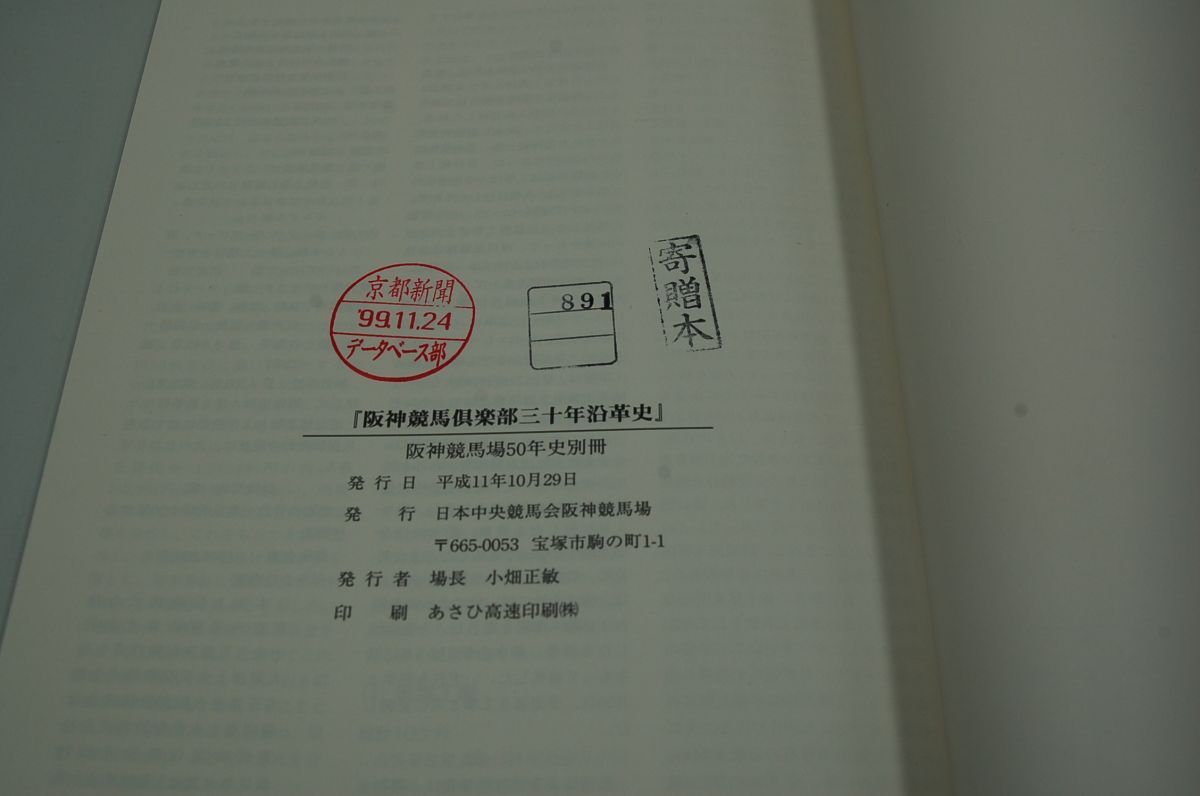 京都新聞
'99.11.24
データベース部
891
寄贈本
『阪神競馬倶楽部三十年沿革史』
阪神競馬場50年史別冊
発行日 平成11年10月29日
発 行 日本中央競馬会阪神競馬場
〒665-0053 宝塚市駒の町1-1
発行者 場長 小畑正敏
印 刷 あさひ高速印刷㈱